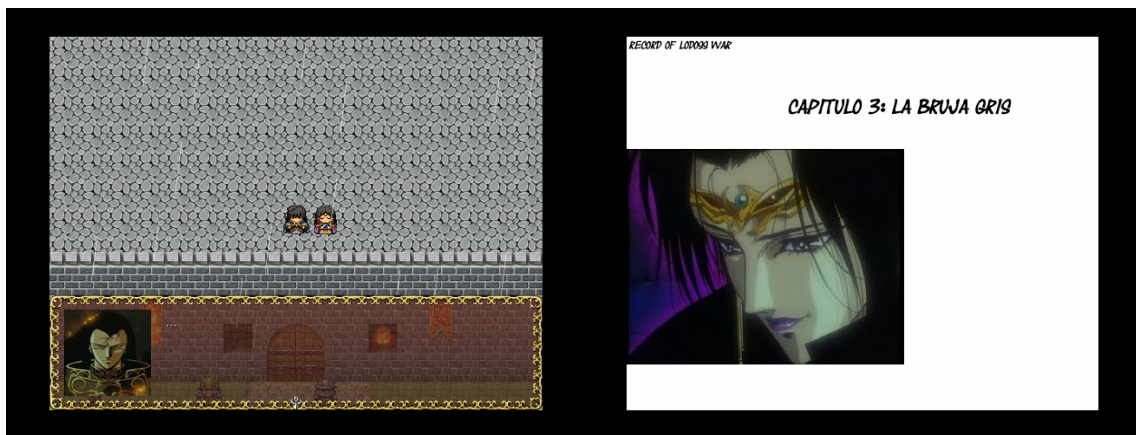 ...
RECORD OF LODOSS WAR
CAPITULO 3: LA BRUJA GRIS